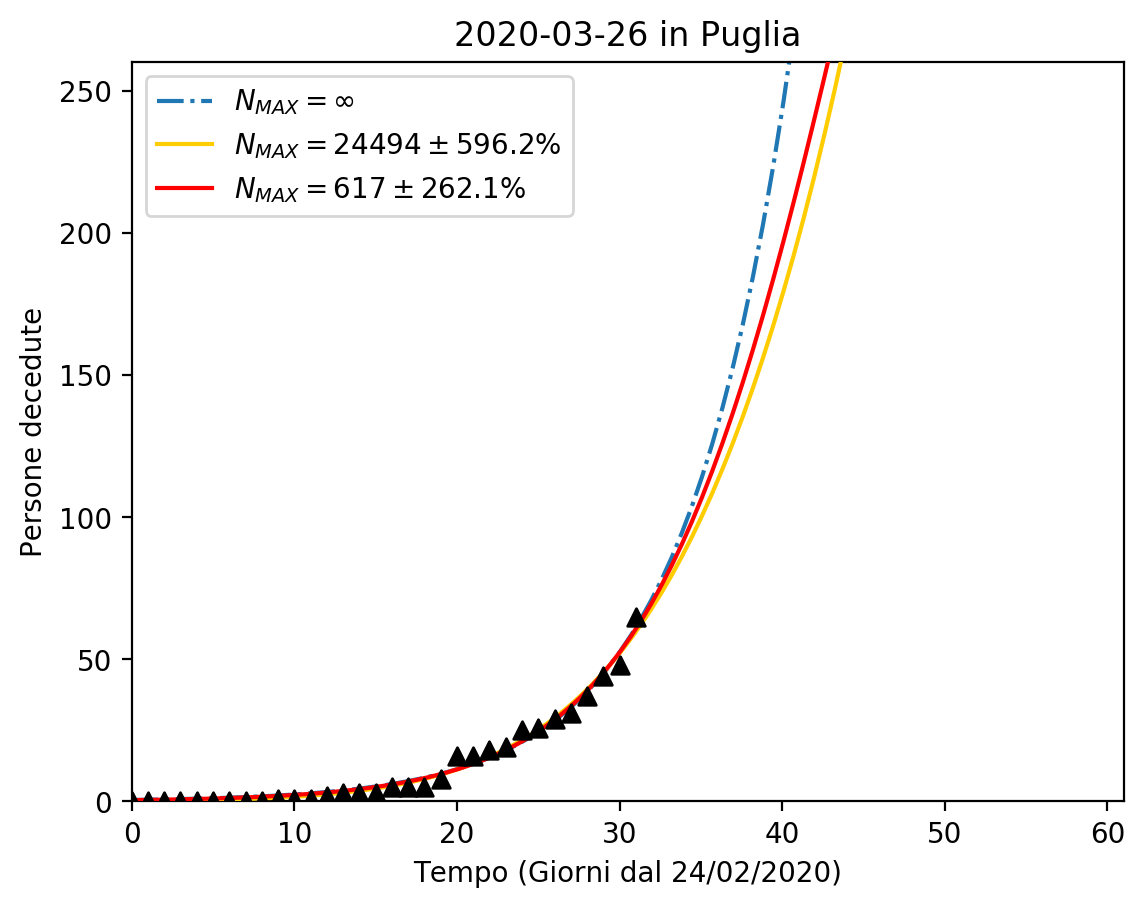 2020-03-26 in Puglia
N_MAX = ∞
N_MAX = 24494 ± 596.2%
N_MAX = 617 ± 262.1%
Persone decedute
250
200
150
100
50
0
0 10 20 30 40 50 60
Tempo (Giorni dal 24/02/2020)